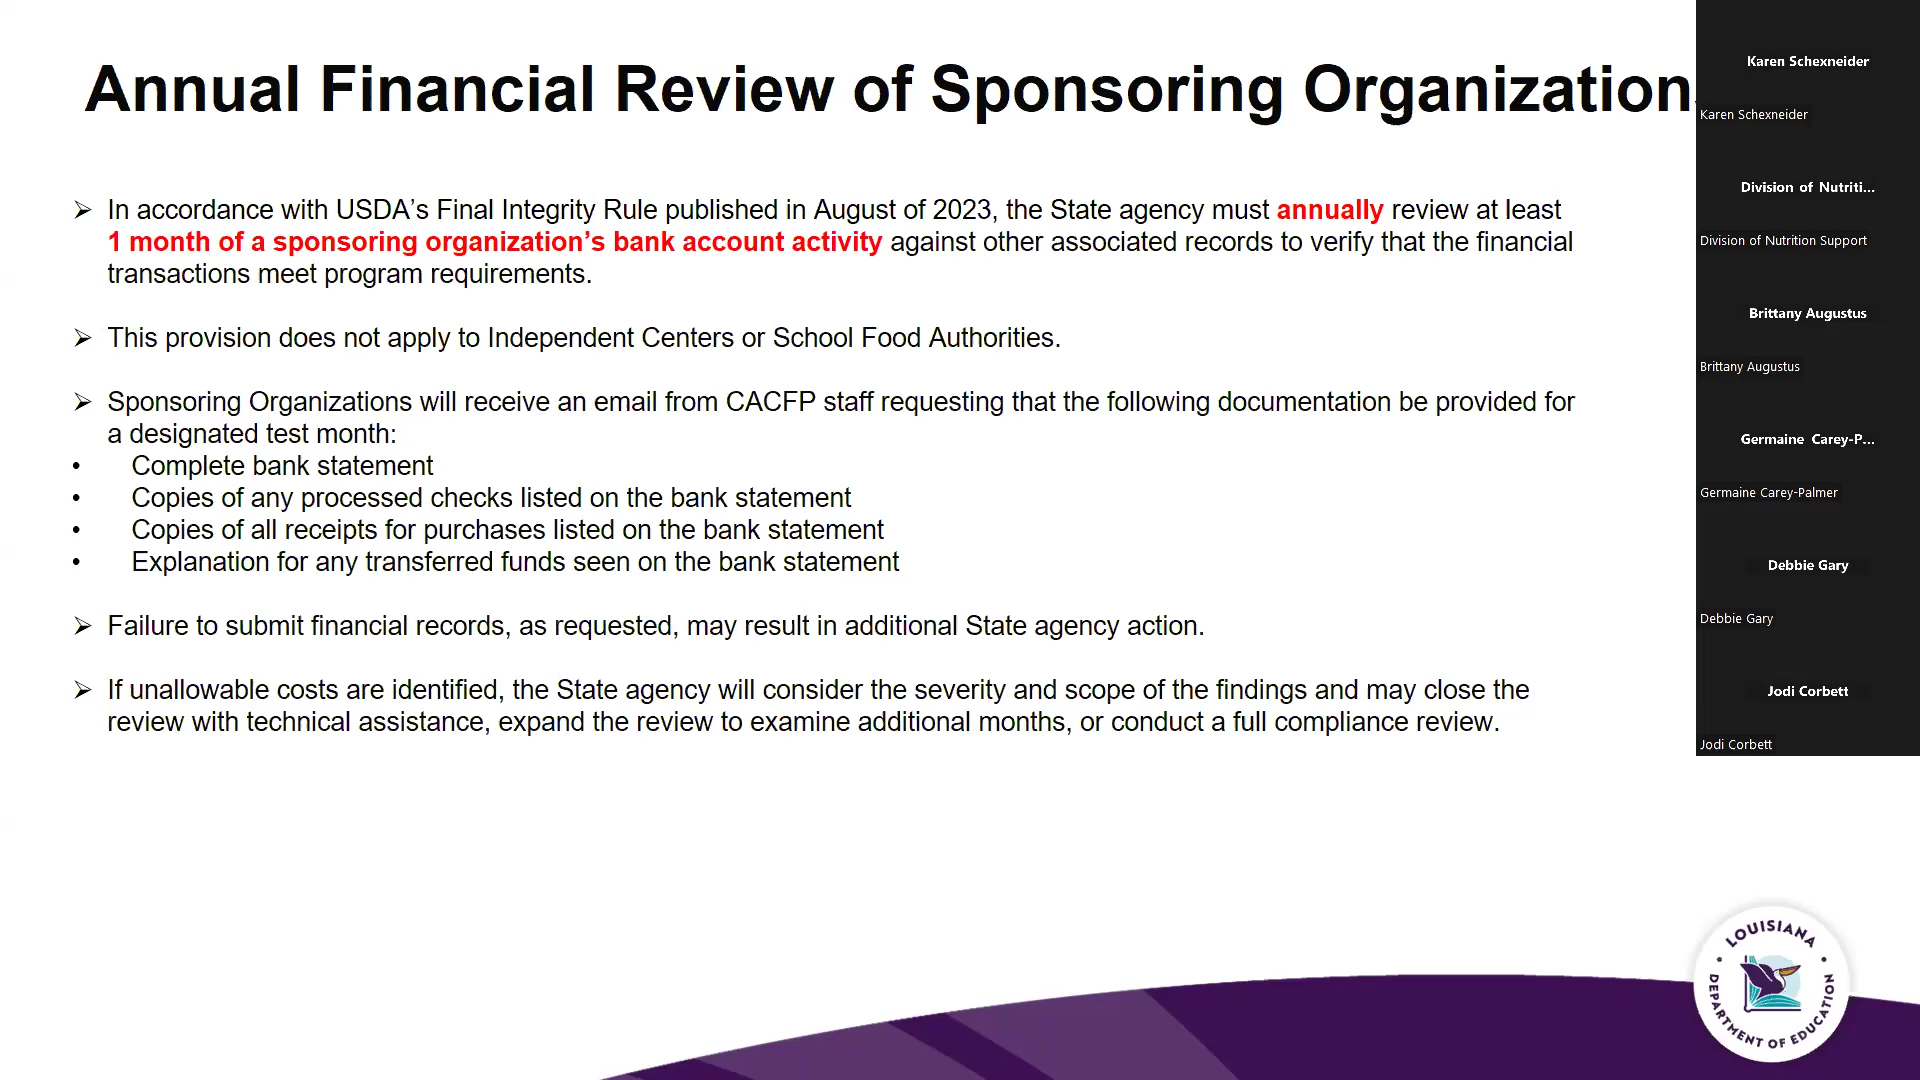 Annual Financial Review of Sponsoring Organization
➢ In accordance with USDA’s Final Integrity Rule published in August of 2023, the State agency must annually review at least
1 month of a sponsoring organization’s bank account activity against other associated records to verify that the financial
transactions meet program requirements.
➢ This provision does not apply to Independent Centers or School Food Authorities.
➢ Sponsoring Organizations will receive an email from CACFP staff requesting that the following documentation be provided for
a designated test month:
• Complete bank statement
• Copies of any processed checks listed on the bank statement
• Copies of all receipts for purchases listed on the bank statement
• Explanation for any transferred funds seen on the bank statement
➢ Failure to submit financial records, as requested, may result in additional State agency action.
➢ If unallowable costs are identified, the State agency will consider the severity and scope of the findings and may close the
review with technical assistance, expand the review to examine additional months, or conduct a full compliance review.
Karen Schexneider
Karen Schexneider
Division of Nutriti...
Division of Nutrition Support
Brittany Augustus
Brittany Augustus
Germaine Carey-P...
Germaine Carey-Palmer
Debbie Gary
Debbie Gary
Jodi Corbett
Jodi Corbett
LOUISIANA
DEPARTMENT OF EDUCATION